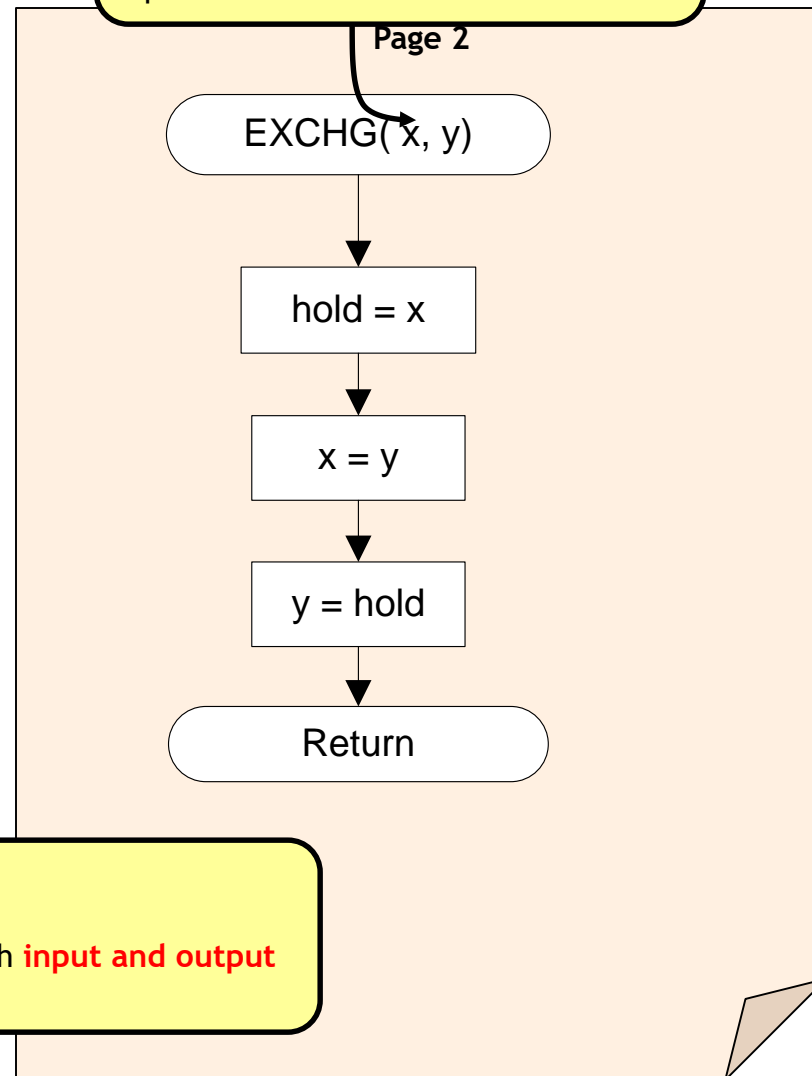 Page 2
EXCHG( x, y)
hold = x
x = y
y = hold
Return
input and output